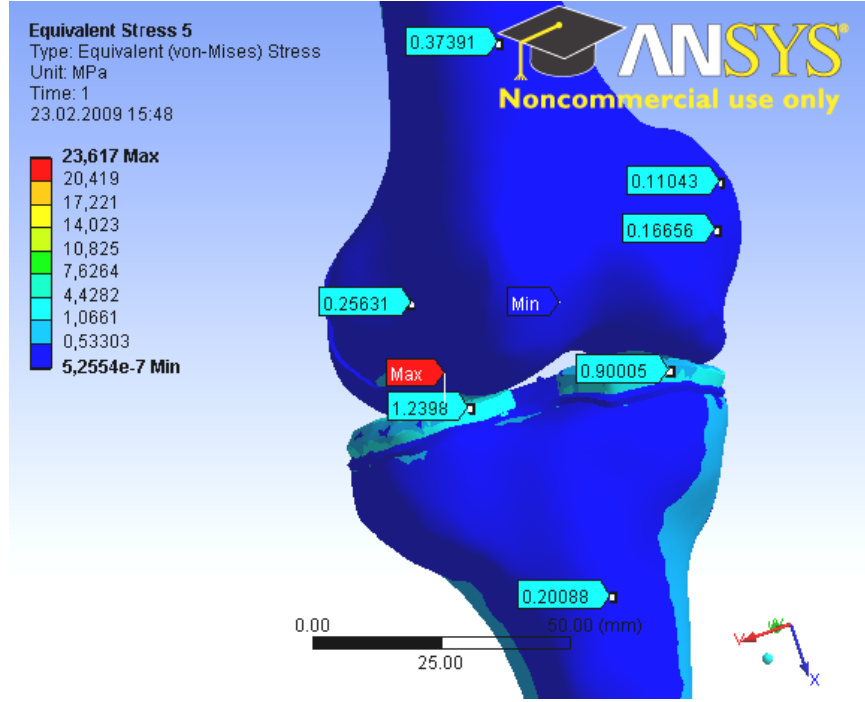 Equivalent Stress 5
Type: Equivalent (von-Mises) Stress
Unit: MPa
Time: 1
23.02.2009 15:48
23,617 Max
20,419
17,221
14,023
10,825
7,6264
4,4282
1,0661
0,53303
5,2554e-7 Min
0.37391
ANSYS
Noncommercial use only
0.11043
0.16656
0.25631
Min
Max
0.90005
1.2398
0.20088
0.00
50.00 (mm)
25.00
Y
X